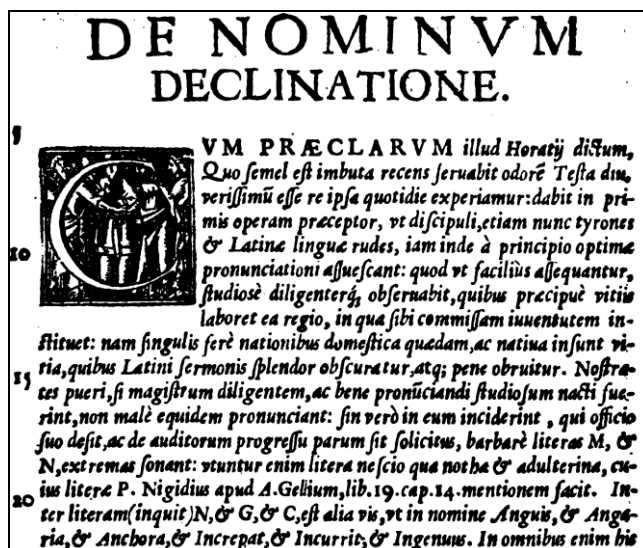 DE NOMINVM
DECLINATIONE.
5
CVM PRÆCLARVM illud Horatij dictum,
Quo semel est imbuta recens seruabit odorẽ Testa diu,
verissimũ esse re ipsa quotidie experiamur: dabit in pri-
mis operam præceptor, vt discipuli, etiam nunc tyrones
10 & Latinæ linguæ rudes, iam inde à principio optimæ
pronunciationi assuescant: quod vt faciliùs assequantur,
studiosè diligenterq́; obseruabit, quibus præcipuè vitiis
laboret ea regio, in qua sibi commissam iuuentutem in-
stituet: nam singulis ferè nationibus domestica quædam, ac natiua insunt vi-
15 tia, quibus Latini sermonis splendor obscuratur, atq; pene obruitur. Nostra-
tes pueri, si magistrum diligentem, ac bene pronũciandi studiosum nacti fue-
rint, non malè equidem pronunciant: sin verò in eum inciderint, qui officio
suo desit, ac de auditorum progressu parum sit solicitus, barbarè literas M, &
N, extremas sonant: vtuntur enim litera nescio qua notha & adulterina, cu-
20 ius literæ P. Nigidius apud A. Gellium, lib. 19. cap. 14. mentionem facit. In-
ter literam (inquit) N, & G, & C, est alia vis, vt in nomine Anguis, & Anga-
ria, & Anchora, & Increpat, & Incurrit, & Ingenuus. In omnibus enim his